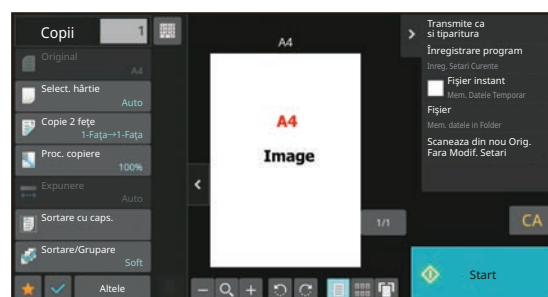 Copii
1
Original
A4
Select. hârtie
Auto
Copie 2 fețe
1-Fața→1-Fața
Proc. copiere
100%
Expunere
Auto
Sortare cu caps.
Sortare/Grupare
Soft
Altele
A4
A4
Image
1/1
Transmite ca
si tiparitura
Înregistrare program
Inreg. Setari Curente
Fișier instant
Mem. Datele Temporar
Fișier
Mem. datele in Folder
Scaneaza din nou Orig.
Fara Modif. Setari
CA
Start